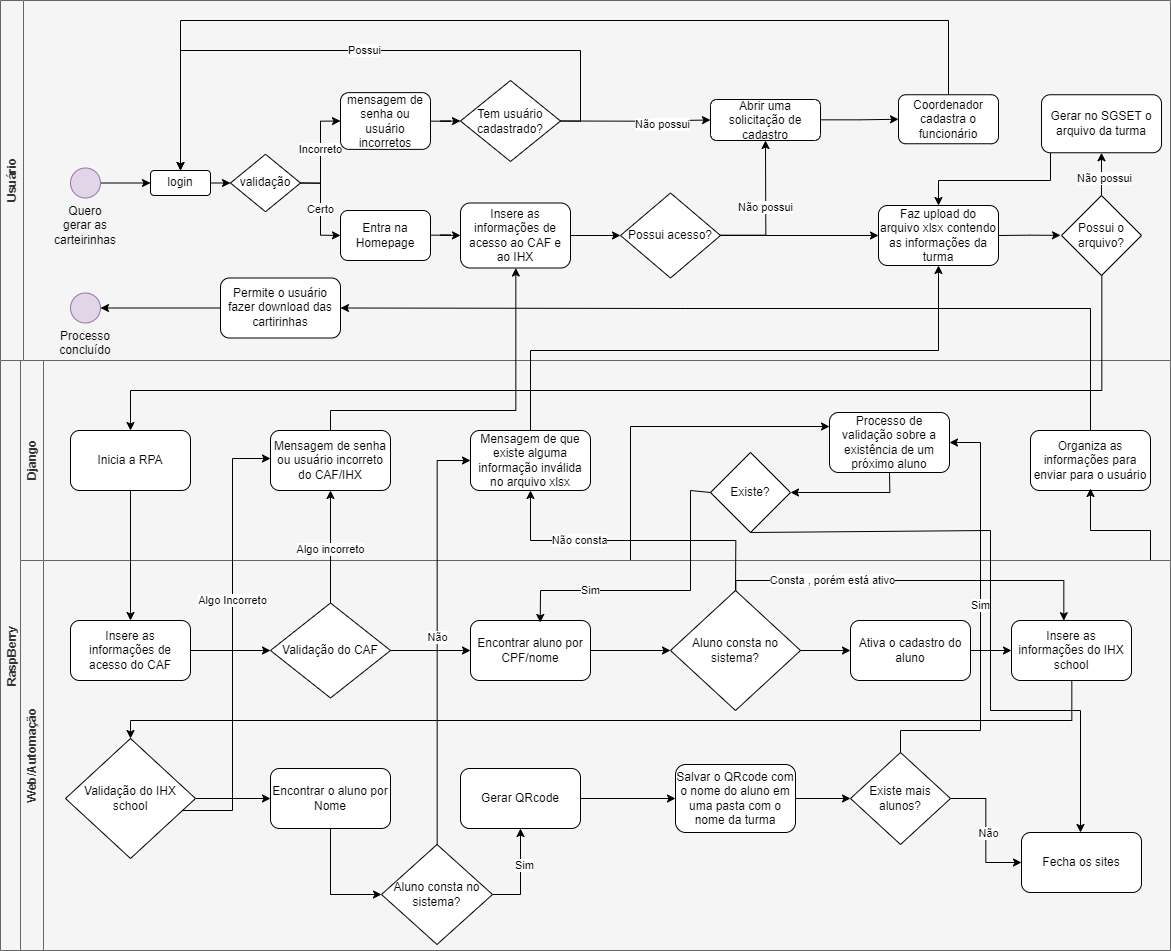 Usuário
Possui
mensagem de
senha ou
usuário
incorretos
Tem usuário
cadastrado?
Não possui
Abrir uma
solicitação de
cadastro
Coordenador
cadastra o
funcionário
Gerar no SGSET o
arquivo da turma
Incorreto
login
validação
Certo
Quero
gerar as
carteirinhas
Entra na
Homepage
Insere as
informações de
acesso ao CAF e
ao IHX
Possui acesso?
Não possui
Faz upload do
arquivo xlsx contendo
as informações da
turma
Não possui
Possui o
arquivo?
Permite o usuário
fazer download das
cartirinhas
Processo
concluído
RaspBerry
Django
Inicia a RPA
Mensagem de senha
ou usuário incorreto
do CAF/IHX
Mensagem de que
existe alguma
informação inválida
no arquivo xlsx
Existe?
Processo de
validação sobre a
existência de um
próximo aluno
Organiza as
informações para
enviar para o usuário
Algo incorreto
Não consta
Web/Automação
Algo Incorreto
Sim
Consta , porém está ativo
Sim
Insere as
informações de
acesso do CAF
Validação do CAF
Não
Encontrar aluno por
CPF/nome
Aluno consta no
sistema?
Ativa o cadastro do
aluno
Insere as
informações do IHX
school
Validação do IHX
school
Encontrar o aluno por
Nome
Gerar QRcode
Salvar o QRcode com
o nome do aluno em
uma pasta com o
nome da turma
Existe mais
alunos?
Não
Fecha os sites
Sim
Aluno consta no
sistema?